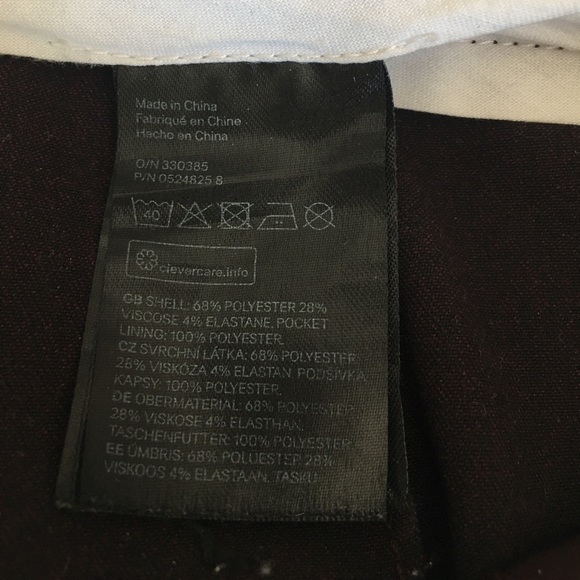 Made in China
Fabriqué en Chine
Hecho en China
O/N 330385
P/N 0524825 8
40
clevercare.info
GB SHELL: 68% POLYESTER 28%
VISCOSE 4% ELASTANE. POCKET
LINING: 100% POLYESTER.
CZ SVRCHNÍ LÁTKA: 68% POLYESTER
28% VISKÓZA 4% ELASTAN. PODŠÍVKA
KAPSY: 100% POLYESTER.
DE OBERMATERIAL: 68% POLYESTER
28% VISKOSE 4% ELASTHAN.
TASCHENFUTTER: 100% POLYESTER
EE ÜMBRIS: 68% POLUESTER 28%
VISKOOS 4% ELASTAAN. TASKU